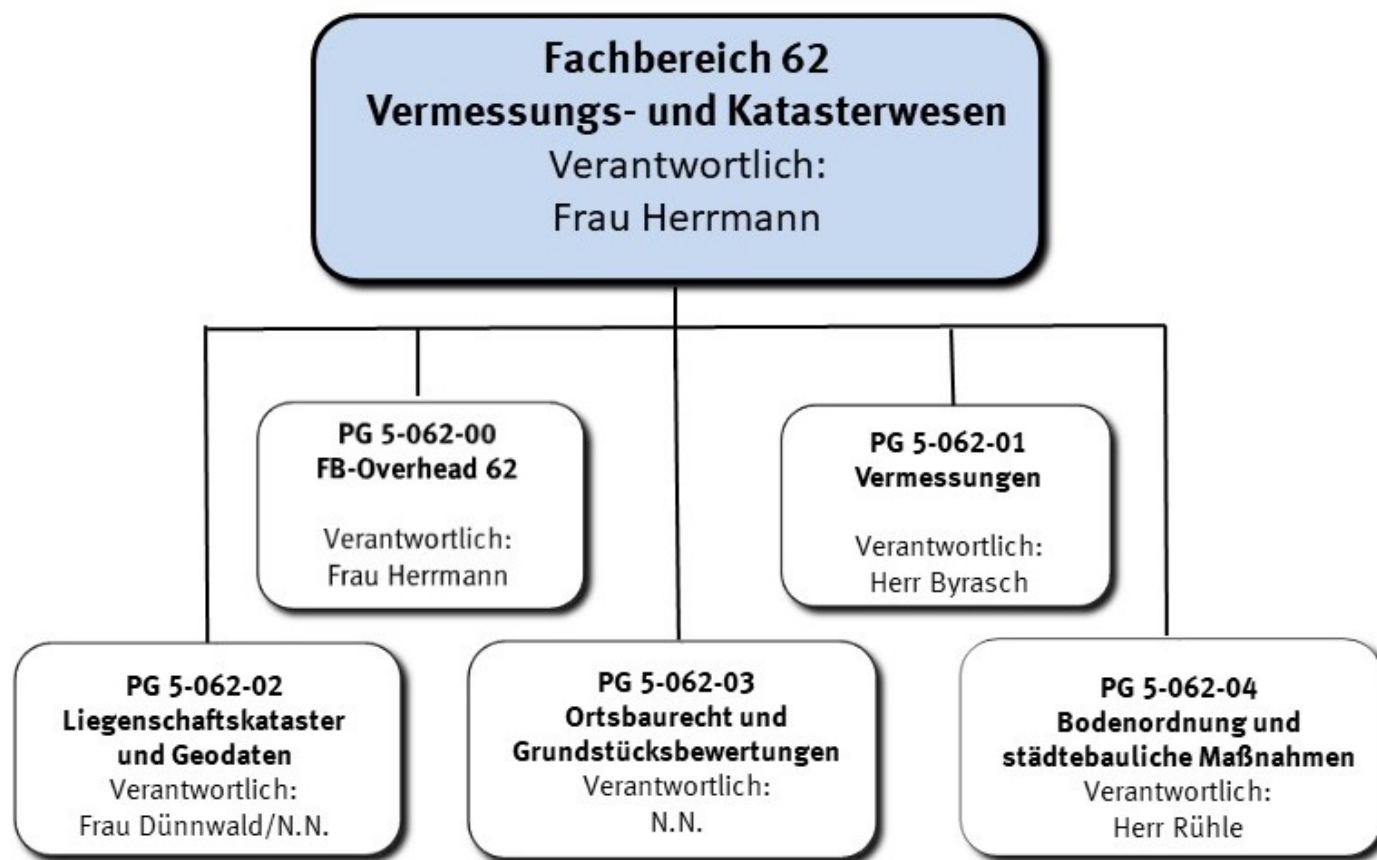 Fachbereich 62
Vermessungs- und Katasterwesen
Verantwortlich:
Frau Herrmann
PG 5-062-00
FB-Overhead 62
Verantwortlich:
Frau Herrmann
PG 5-062-01
Vermessungen
Verantwortlich:
Herr Byrasch
PG 5-062-02
Liegenschaftskataster
und Geodaten
Verantwortlich:
Frau Dünnwald/N.N.
PG 5-062-03
Ortsbaurecht und
Grundstücksbewertungen
Verantwortlich:
N.N.
PG 5-062-04
Bodenordnung und
städtebauliche Maßnahmen
Verantwortlich:
Herr Rühle